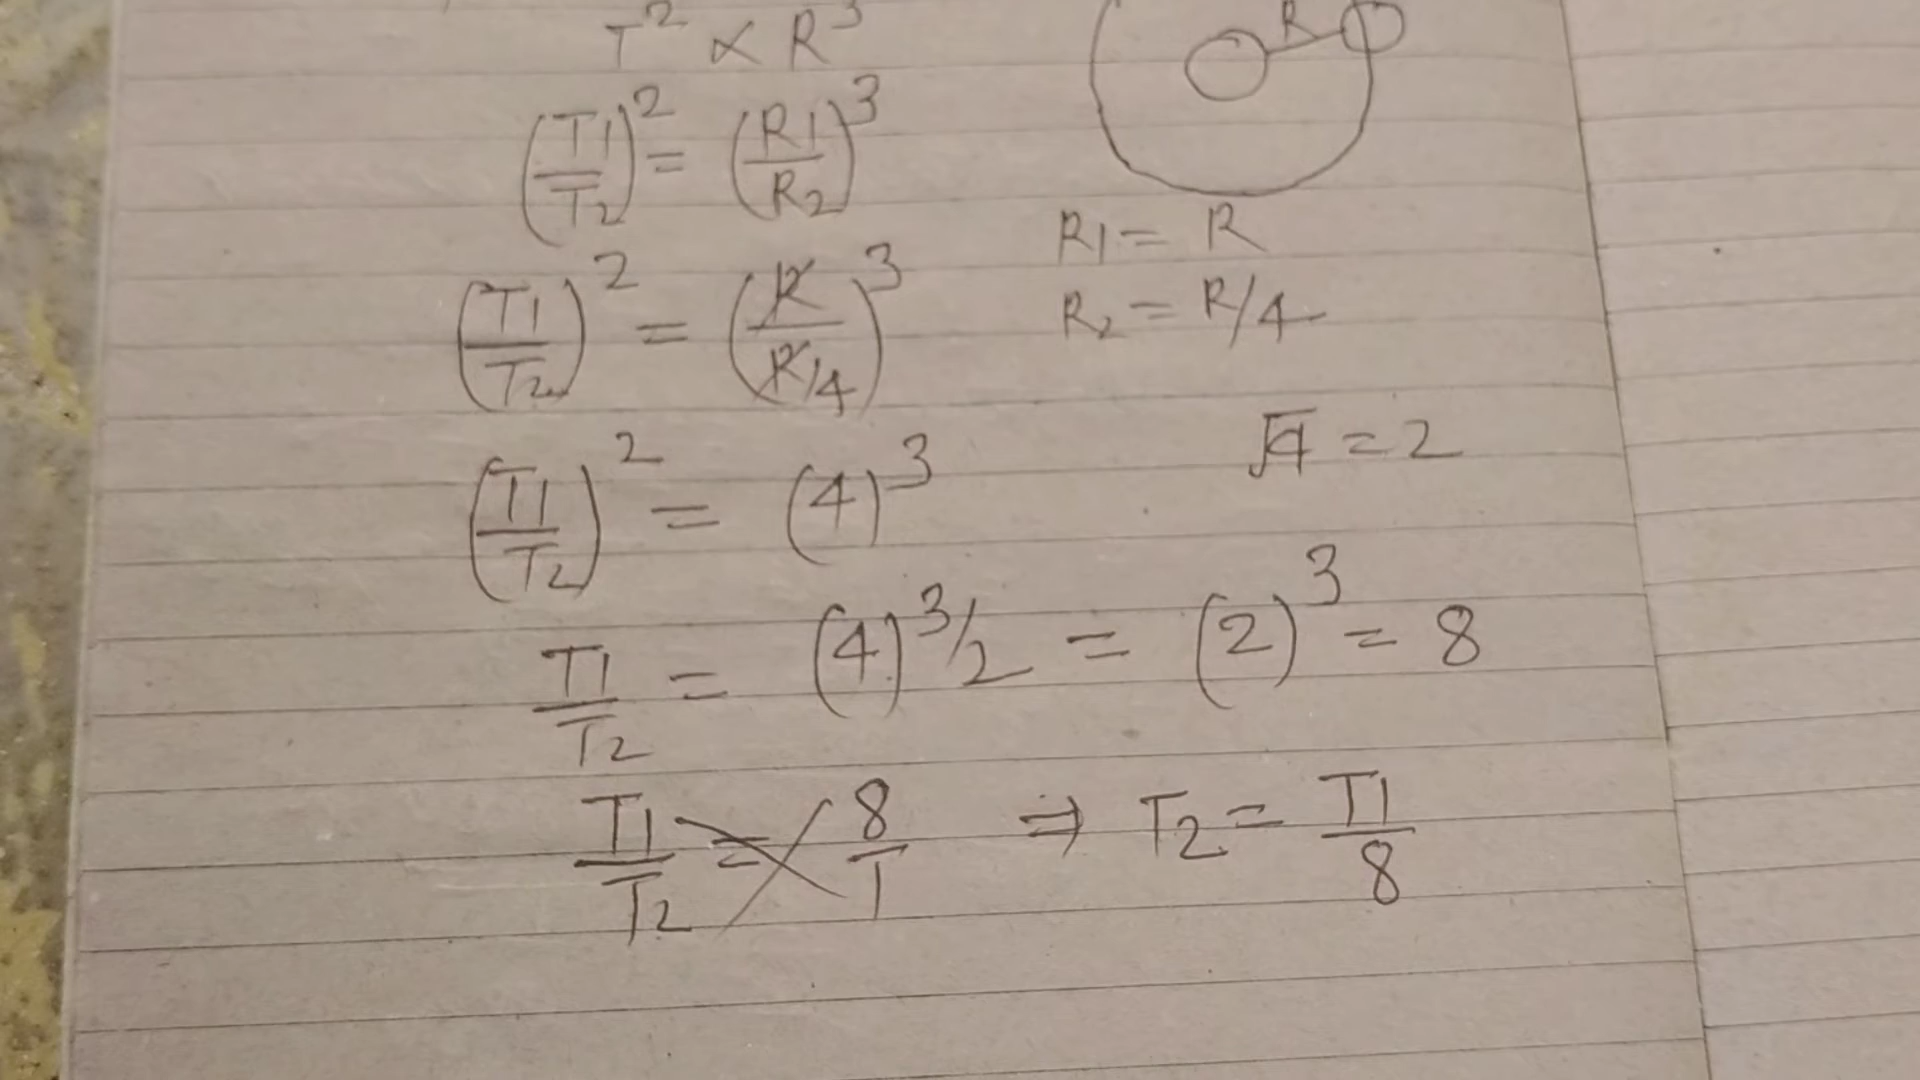 T² ∝ R³
R
(T1/T2)² = (R1/R2)³
R1 = R
(T1/T2)² = (R/R/4)³
R2 = R/4
√4 = 2
(T1/T2)² = (4)³
T1/T2 = (4)^3/2 = (2)³ = 8
T1/T2 = 8/1 ⇒ T2 = T1/8